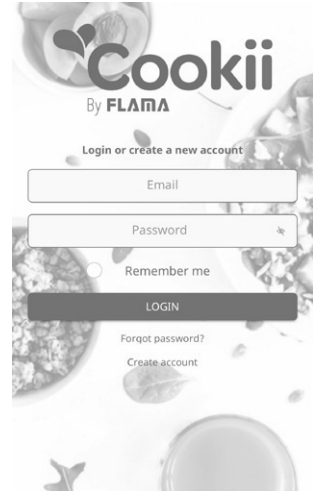 Cookii
By FLAMA
Login or create a new account
Email
Password
Remember me
LOGIN
Forgot password?
Create account